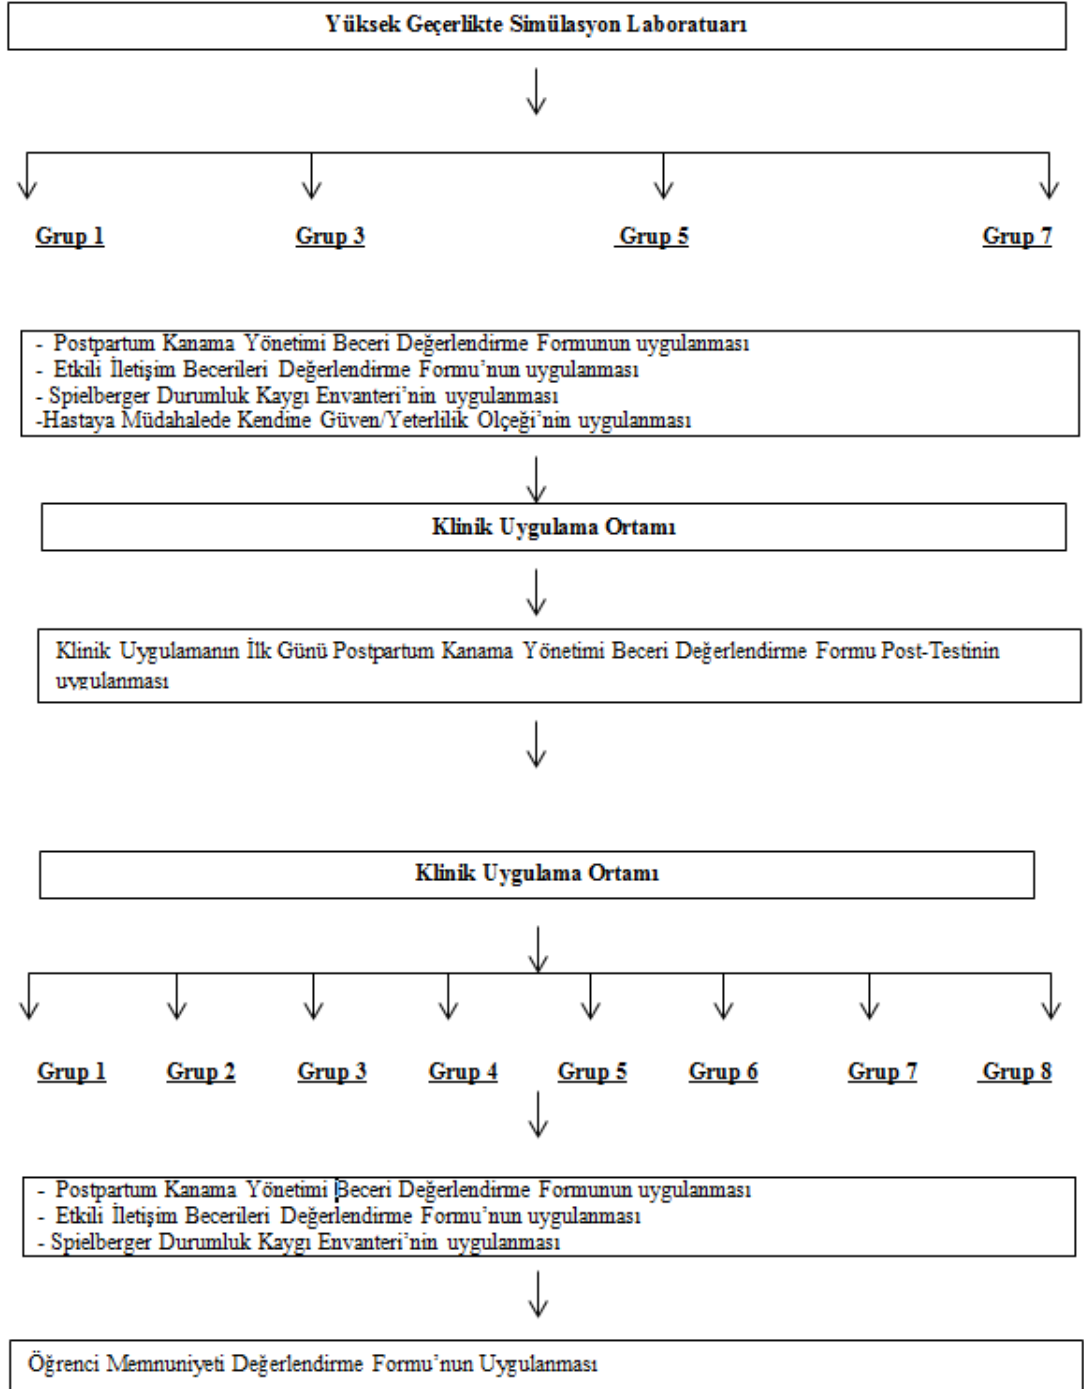 Yüksek Geçerlikte Simülasyon Laboratuarı
Grup 1 Grup 3 Grup 5 Grup 7
- Postpartum Kanama Yönetimi Beceri Değerlendirme Formunun uygulanması
- Etkili İletişim Becerileri Değerlendirme Formu’nun uygulanması
- Spielberger Durumluk Kaygı Envanteri’nin uygulanması
-Hastaya Müdahalede Kendine Güven/Yeterlilik Olçeği’nin uygulanması
Klinik Uygulama Ortamı
Klinik Uygulamanın İlk Günü Postpartum Kanama Yönetimi Beceri Değerlendirme Formu Post-Testinin
uygulanması
Klinik Uygulama Ortamı
Grup 1 Grup 2 Grup 3 Grup 4 Grup 5 Grup 6 Grup 7 Grup 8
- Postpartum Kanama Yönetimi Beceri Değerlendirme Formunun uygulanması
- Etkili İletişim Becerileri Değerlendirme Formu’nun uygulanması
- Spielberger Durumluk Kaygı Envanteri’nin uygulanması
Öğrenci Memnuniyeti Değerlendirme Formu’nun Uygulanması